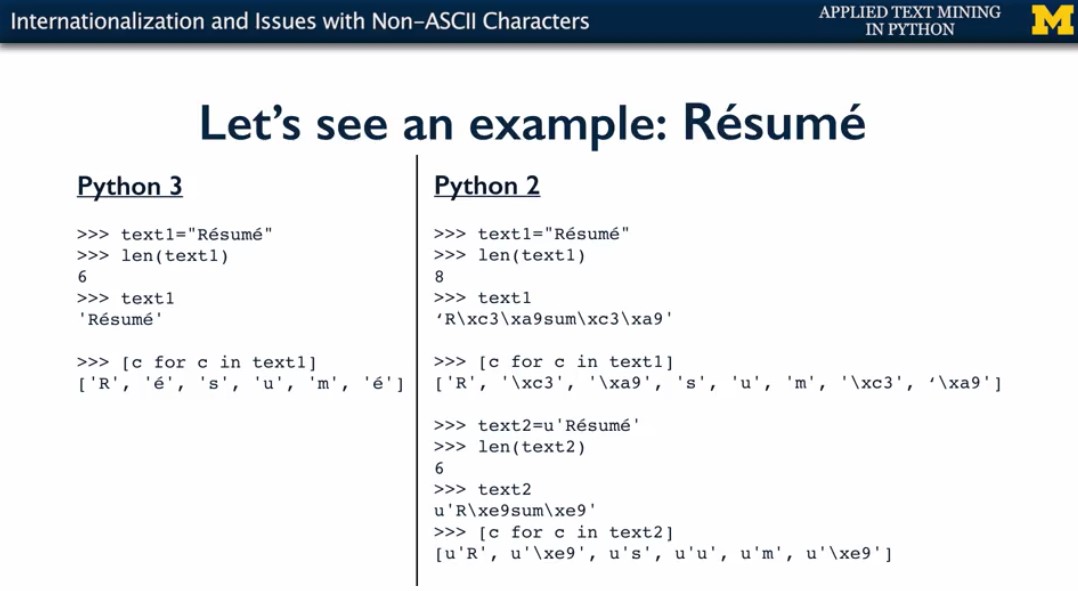 Internationalization and Issues with Non-ASCII Characters
APPLIED TEXT MINING
IN PYTHON
M
Let's see an example: Résumé
Python 3
>>> text1="Résumé"
>>> len(text1)
6
>>> text1
'Résumé'
>>> [c for c in text1]
['R', 'é', 's', 'u', 'm', 'é']
Python 2
>>> text1="Résumé"
>>> len(text1)
8
>>> text1
‘R\xc3\xa9sum\xc3\xa9'
>>> [c for c in text1]
['R', '\xc3', '\xa9', 's', 'u', 'm', '\xc3', ‘\xa9']
>>> text2=u'Résumé'
>>> len(text2)
6
>>> text2
u'R\xe9sum\xe9'
>>> [c for c in text2]
[u'R', u'\xe9', u's', u'u', u'm', u'\xe9']